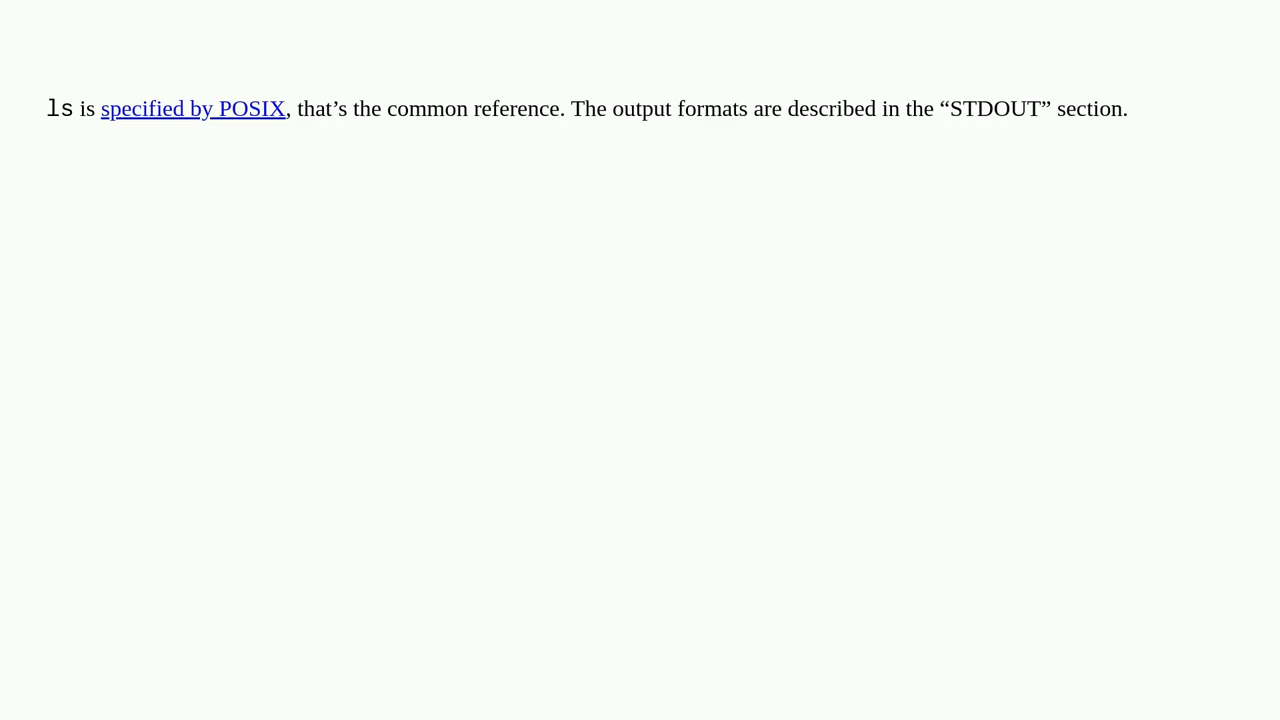 ls is specified by POSIX, that’s the common reference. The output formats are described in the “STDOUT” section.